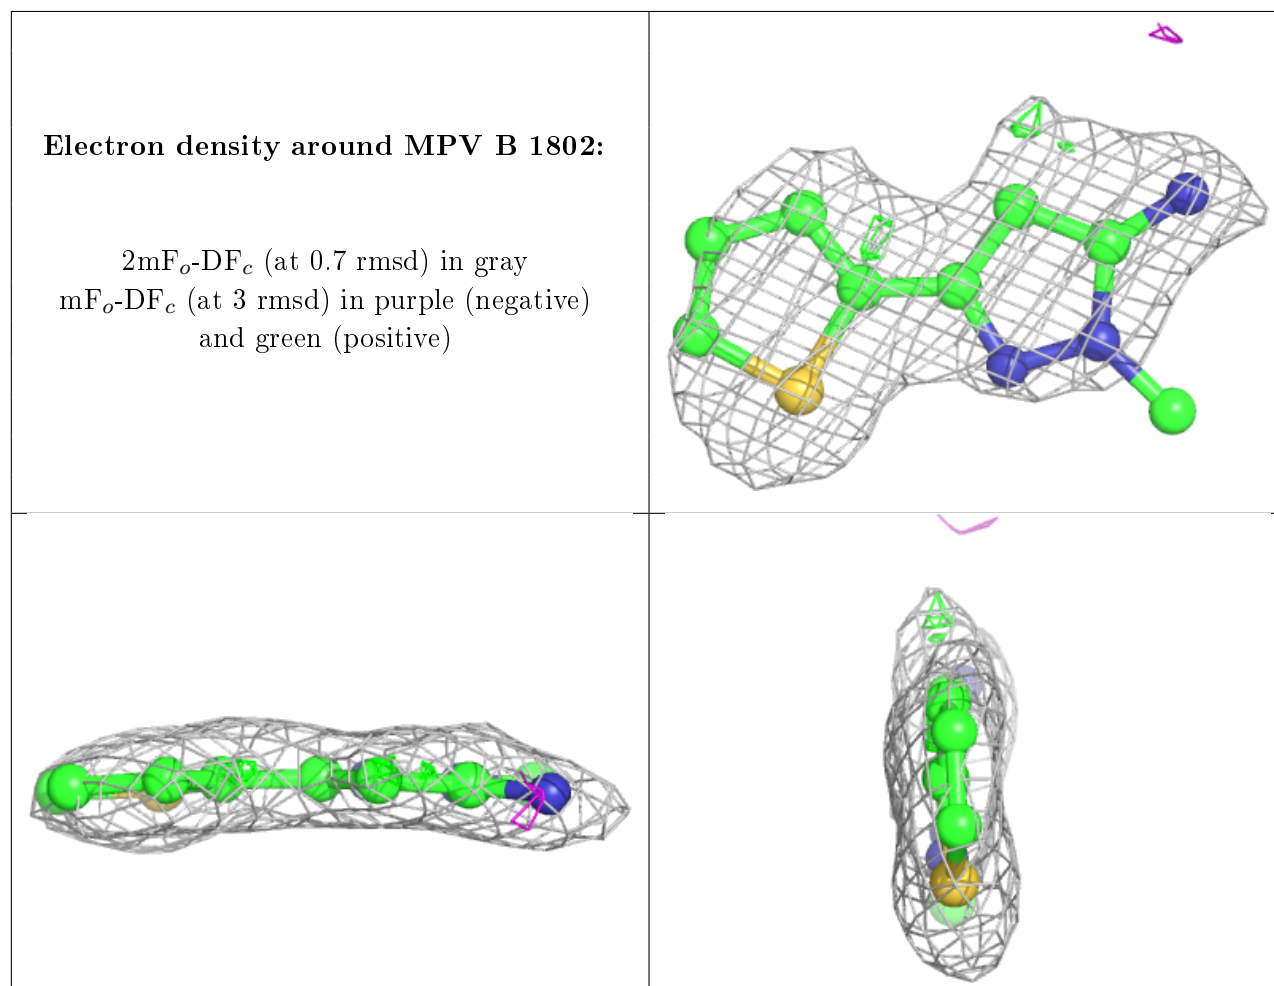 Electron density around MPV B 1802:
2mFₒ-DF𝒸 (at 0.7 rmsd) in gray
mFₒ-DF𝒸 (at 3 rmsd) in purple (negative)
and green (positive)